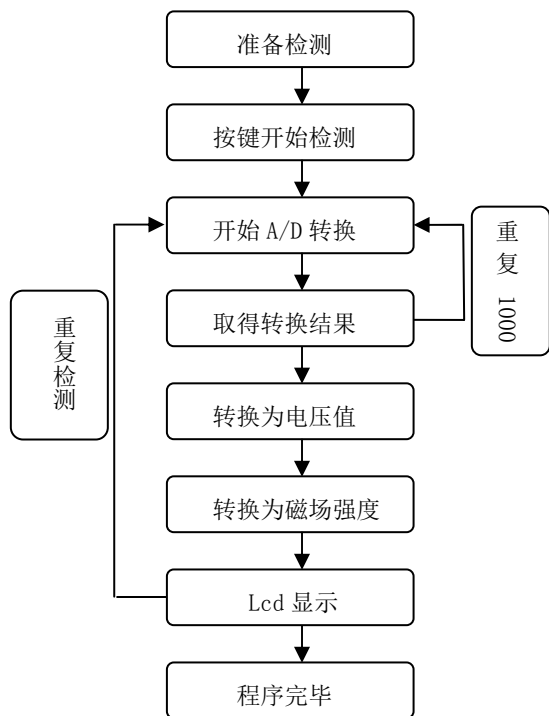 准备检测
按键开始检测
开始 A/D 转换
重复 1000
取得转换结果
重复检测
转换为电压值
转换为磁场强度
Lcd 显示
程序完毕